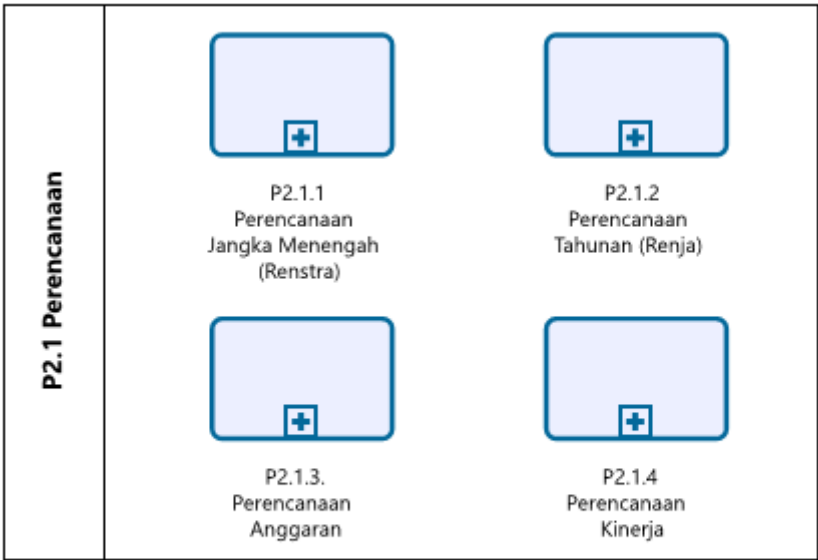 P2.1 Perencanaan
P2.1.1
Perencanaan
Jangka Menengah
(Renstra)
P2.1.2
Perencanaan
Tahunan (Renja)
P2.1.3.
Perencanaan
Anggaran
P2.1.4
Perencanaan
Kinerja